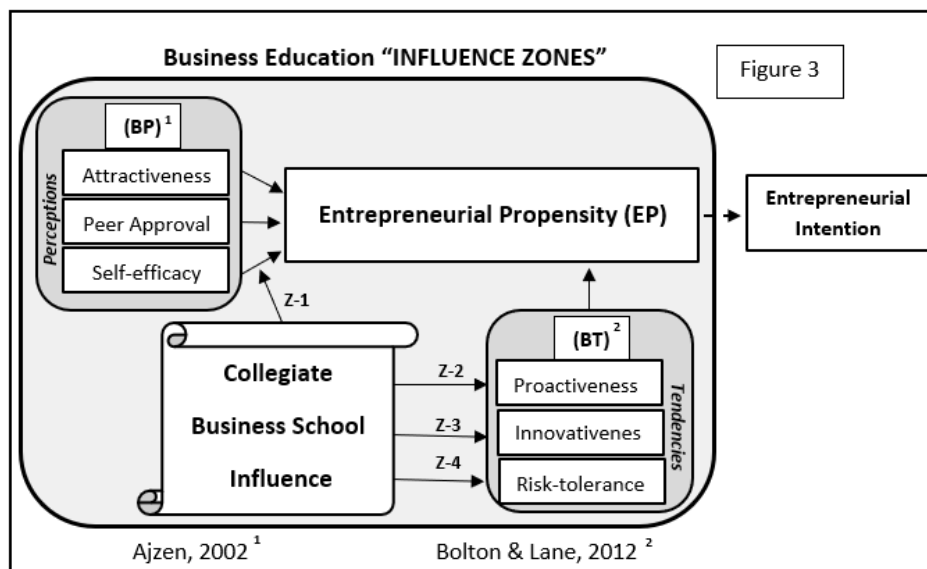 Business Education “INFLUENCE ZONES”
Figure 3
(BP) 1
Perceptions
Attractiveness
Peer Approval
Self-efficacy
Entrepreneurial Propensity (EP)
Entrepreneurial
Intention
Z-1
Collegiate
Business School
Influence
Z-2
Z-3
Z-4
(BT) 2
Proactiveness
Innovativenes
Risk-tolerance
Tendencies
Ajzen, 2002 1
Bolton & Lane, 2012 2